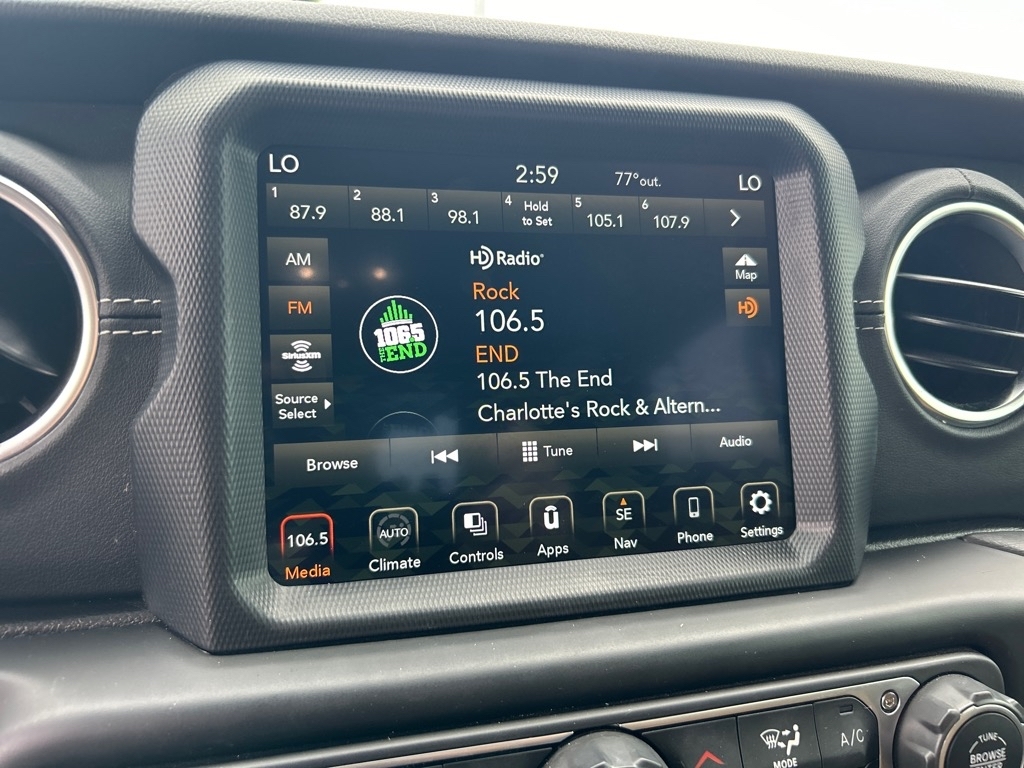 LO 2:59 77°out. LO
1 87.9
2 88.1
3 98.1
4 Hold to Set
5 105.1
6 107.9
AM
FM
SiriusXM
Source
Select
HD Radio
Rock
106.5
END
106.5 The End
Charlotte's Rock & Altern...
1065
THE END
Map
HD
Browse
Tune
Audio
106.5
Media
AUTO
Climate
Controls
Apps
SE
Nav
Phone
Settings
MODE
A/C
TUNE
BROWSE